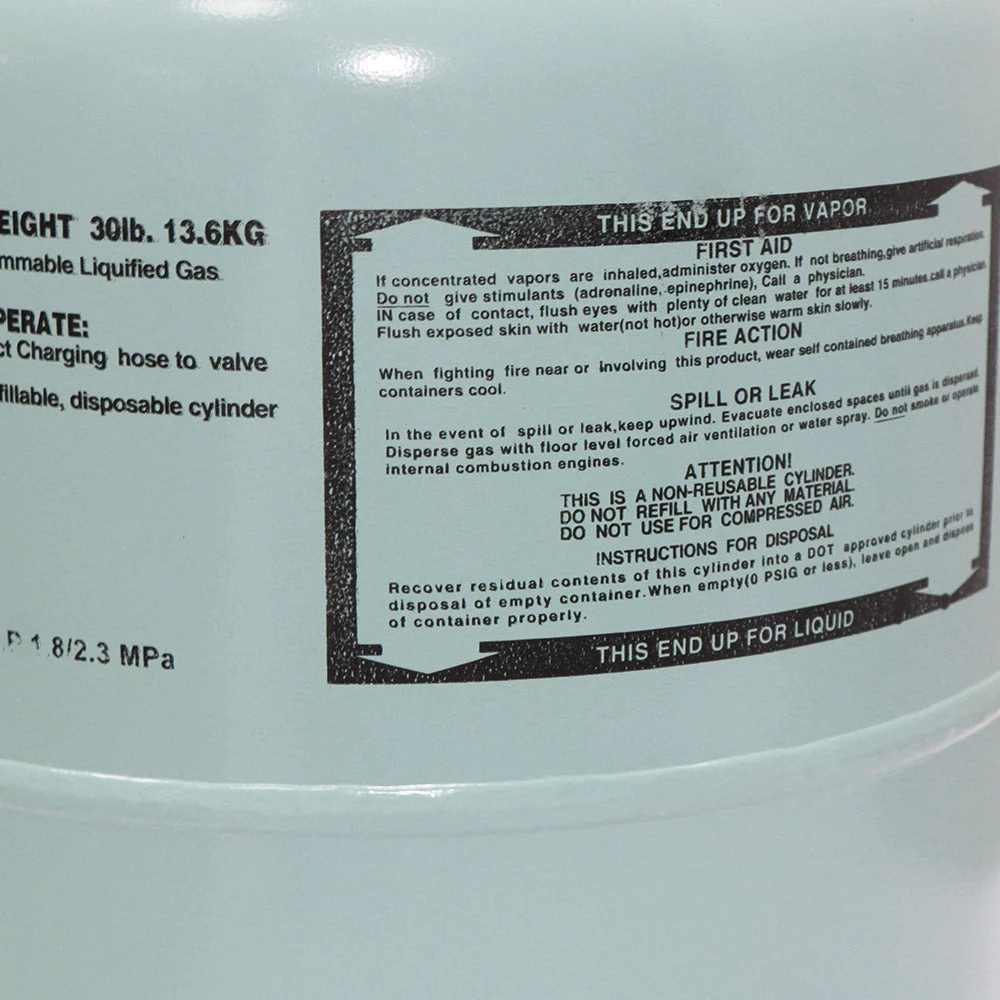 EIGHT 30lb. 13.6KG
mmable Liquified Gas
PERATE:
ct Charging hose to valve
fillable, disposable cylinder
1.8/2.3 MPa
THIS END UP FOR VAPOR
FIRST AID
If concentrated vapors are inhaled,administer oxygen. If not breathing,give artificial respiration.
Do not give stimulants (adrenaline, epinephrine), Call a physician.
IN case of contact, flush eyes with plenty of clean water for at least 15 minutes.call a physician.
Flush exposed skin with water(not hot)or otherwise warm skin slowly.
FIRE ACTION
When fighting fire near or involving this product, wear self contained breathing apparatus.Keep
containers cool.
SPILL OR LEAK
In the event of spill or leak,keep upwind. Evacuate enclosed spaces until gas is dispersed.
Disperse gas with floor level forced air ventilation or water spray. Do not smoke or operate
internal combustion engines.
ATTENTION!
THIS IS A NON-REUSABLE CYLINDER.
DO NOT REFILL WITH ANY MATERIAL.
DO NOT USE FOR COMPRESSED AIR.
INSTRUCTIONS FOR DISPOSAL
Recover residual contents of this cylinder into a DOT approved cylinder prior to
disposal of empty container.When empty(0 PSIG or less), leave open and dispose
of container properly.
THIS END UP FOR LIQUID